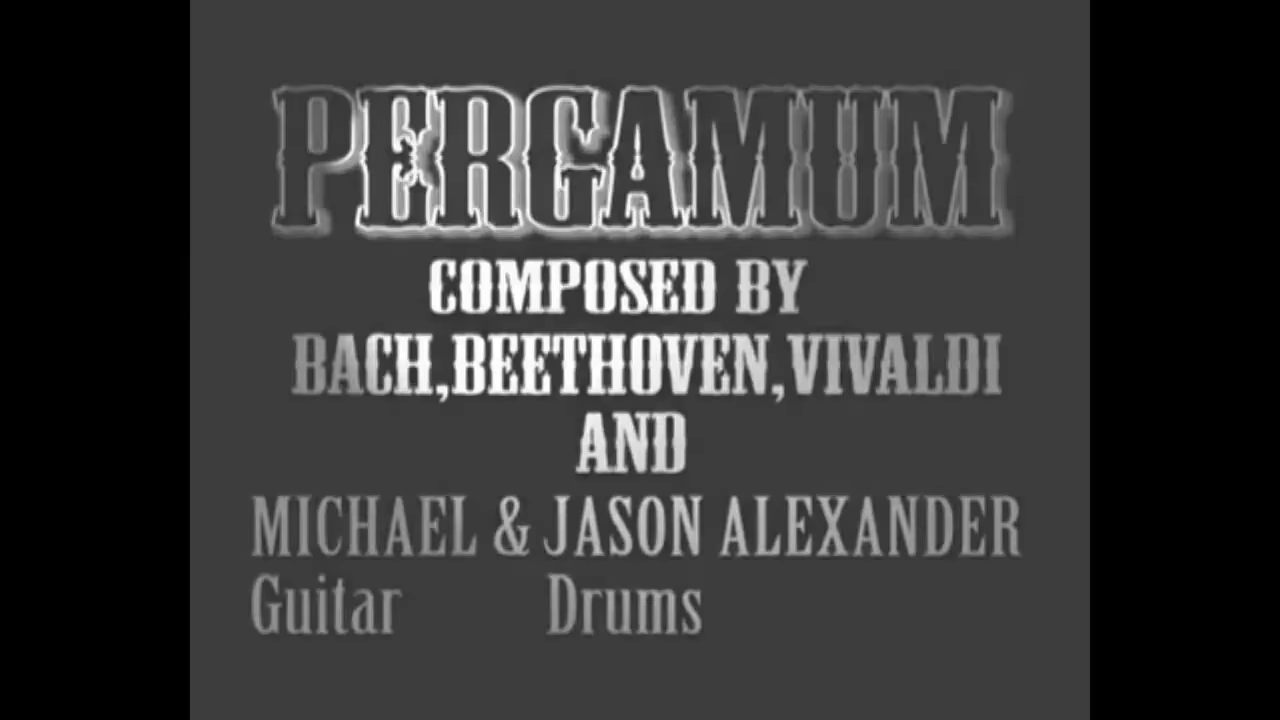 PERGAMUM
COMPOSED BY
BACH,BEETHOVEN,VIVALDI
AND
MICHAEL & JASON ALEXANDER
Guitar Drums